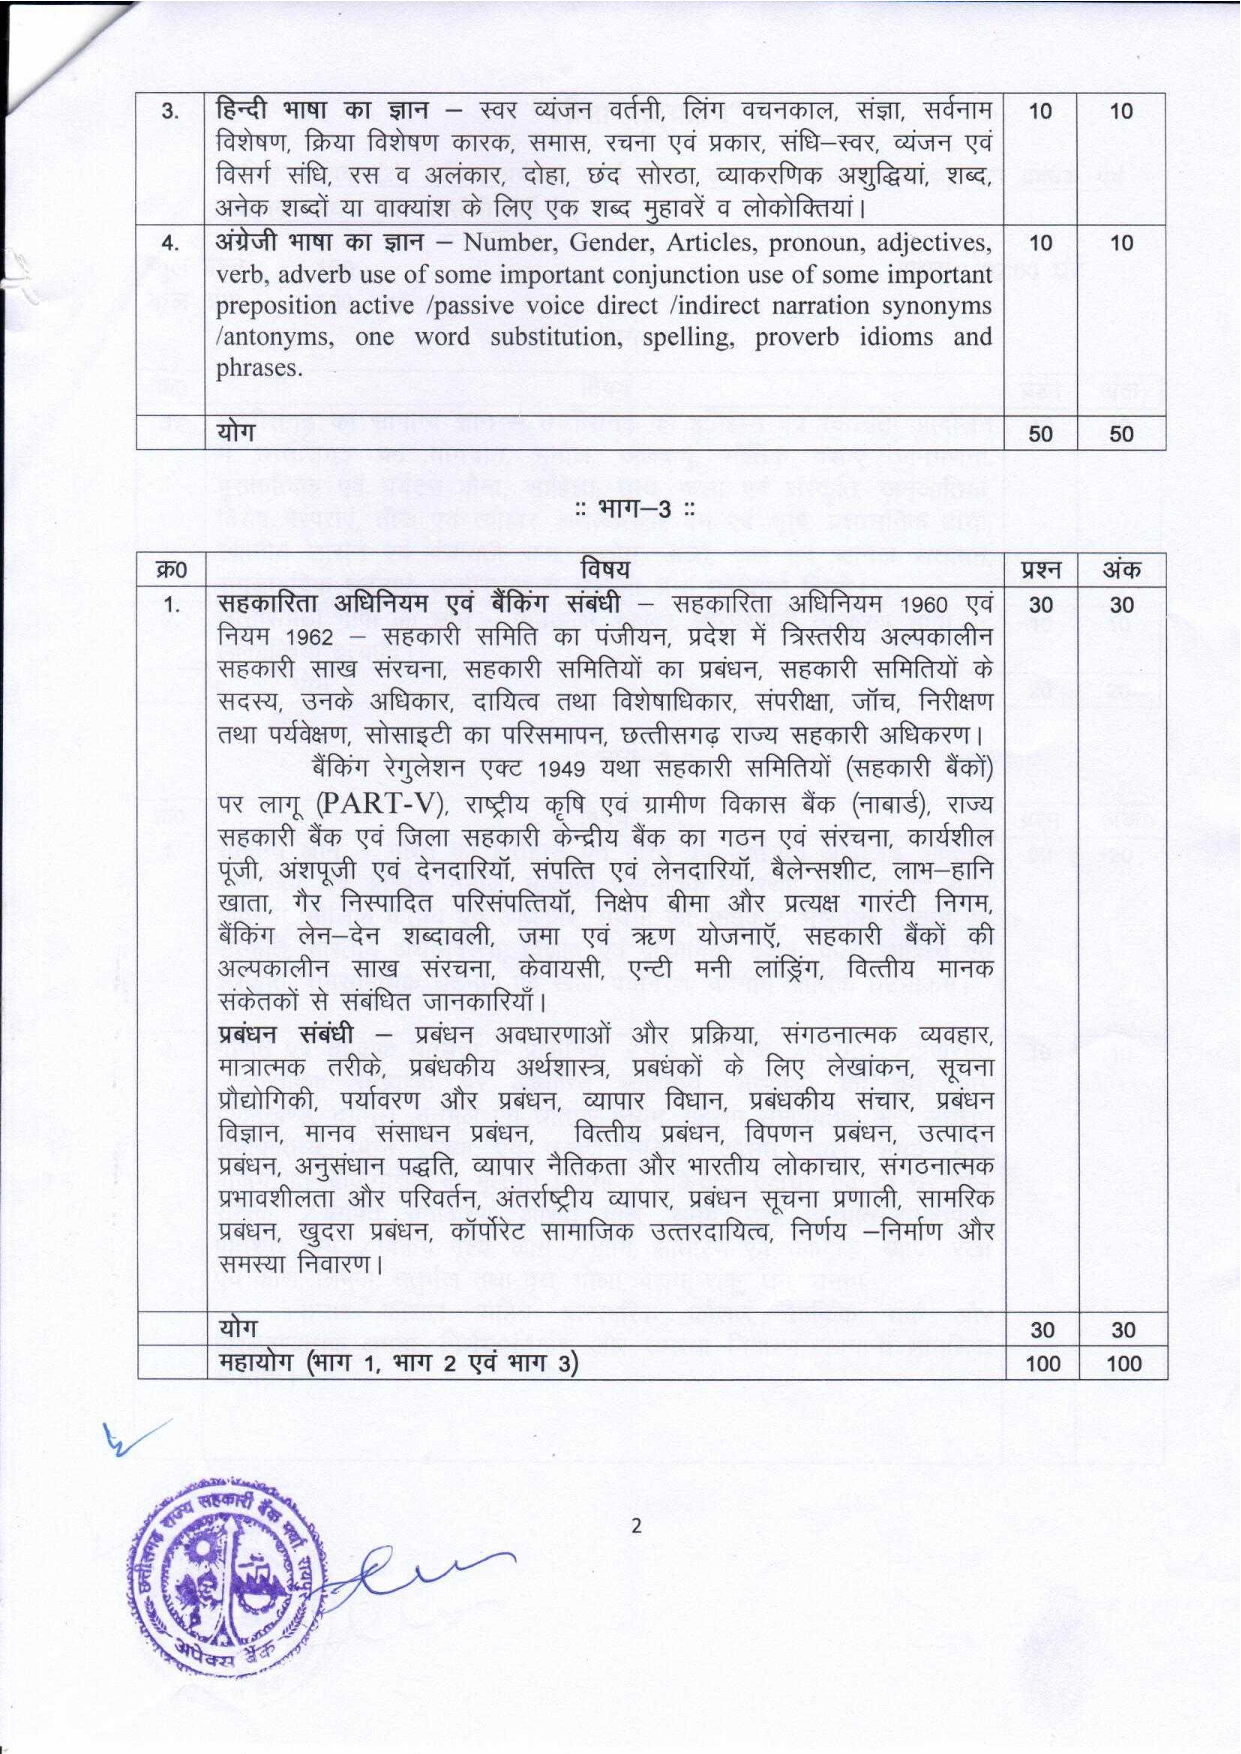 3. हिन्दी भाषा का ज्ञान – स्वर व्यंजन वर्तनी, लिंग वचनकाल, संज्ञा, सर्वनाम 10 10
विशेषण, क्रिया विशेषण कारक, समास, रचना एवं प्रकार, संधि–स्वर, व्यंजन एवं
विसर्ग संधि, रस व अलंकार, दोहा, छंद सोरठा, व्याकरणिक अशुद्धियां, शब्द,
अनेक शब्दों या वाक्यांश के लिए एक शब्द मुहावरें व लोकोक्तियां।
4. अंग्रेजी भाषा का ज्ञान – Number, Gender, Articles, pronoun, adjectives, 10 10
verb, adverb use of some important conjunction use of some important
preposition active /passive voice direct /indirect narration synonyms
/antonyms, one word substitution, spelling, proverb idioms and
phrases.
योग 50 50
:: भाग–3 ::
क्र0 विषय प्रश्न अंक
1. सहकारिता अधिनियम एवं बैंकिंग संबंधी – सहकारिता अधिनियम 1960 एवं 30 30
नियम 1962 – सहकारी समिति का पंजीयन, प्रदेश में त्रिस्तरीय अल्पकालीन
सहकारी साख संरचना, सहकारी समितियों का प्रबंधन, सहकारी समितियों के
सदस्य, उनके अधिकार, दायित्व तथा विशेषाधिकार, संपरीक्षा, जॉच, निरीक्षण
तथा पर्यवेक्षण, सोसाइटी का परिसमापन, छत्तीसगढ़ राज्य सहकारी अधिकरण।
बैंकिंग रेगुलेशन एक्ट 1949 यथा सहकारी समितियों (सहकारी बैंकों)
पर लागू (PART-V), राष्ट्रीय कृषि एवं ग्रामीण विकास बैंक (नाबार्ड), राज्य
सहकारी बैंक एवं जिला सहकारी केन्द्रीय बैंक का गठन एवं संरचना, कार्यशील
पूंजी, अंशपूजी एवं देनदारियॉ, संपत्ति एवं लेनदारियॉ, बैलेन्सशीट, लाभ–हानि
खाता, गैर निस्पादित परिसंपत्तियॉ, निक्षेप बीमा और प्रत्यक्ष गारंटी निगम,
बैंकिंग लेन–देन शब्दावली, जमा एवं ऋण योजनाऍ, सहकारी बैंकों की
अल्पकालीन साख संरचना, केवायसी, एन्टी मनी लांड्रिंग, वित्तीय मानक
संकेतकों से संबंधित जानकारियाँ।
प्रबंधन संबंधी – प्रबंधन अवधारणाओं और प्रक्रिया, संगठनात्मक व्यवहार,
मात्रात्मक तरीके, प्रबंधकीय अर्थशास्त्र, प्रबधंकों के लिए लेखांकन, सूचना
प्रौद्योगिकी, पर्यावरण और प्रबंधन, व्यापार विधान, प्रबंधकीय संचार, प्रबंधन
विज्ञान, मानव संसाधन प्रबंधन, वित्तीय प्रबंधन, विपणन प्रबंधन, उत्पादन
प्रबंधन, अनुसंधान पद्धति, व्यापार नैतिकता और भारतीय लोकाचार, संगठनात्मक
प्रभावशीलता और परिवर्तन, अंतर्राष्ट्रीय व्यापार, प्रबंधन सूचना प्रणाली, सामरिक
प्रबंधन, खुदरा प्रबंधन, कॉर्पोरेट सामाजिक उत्तरदायित्व, निर्णय –निर्माण और
समस्या निवारण।
योग 30 30
महायोग (भाग 1, भाग 2 एवं भाग 3) 100 100
2
छत्तीसगढ़ राज्य सहकारी बैंक मर्या. रायपुर
अपेक्स बैंक